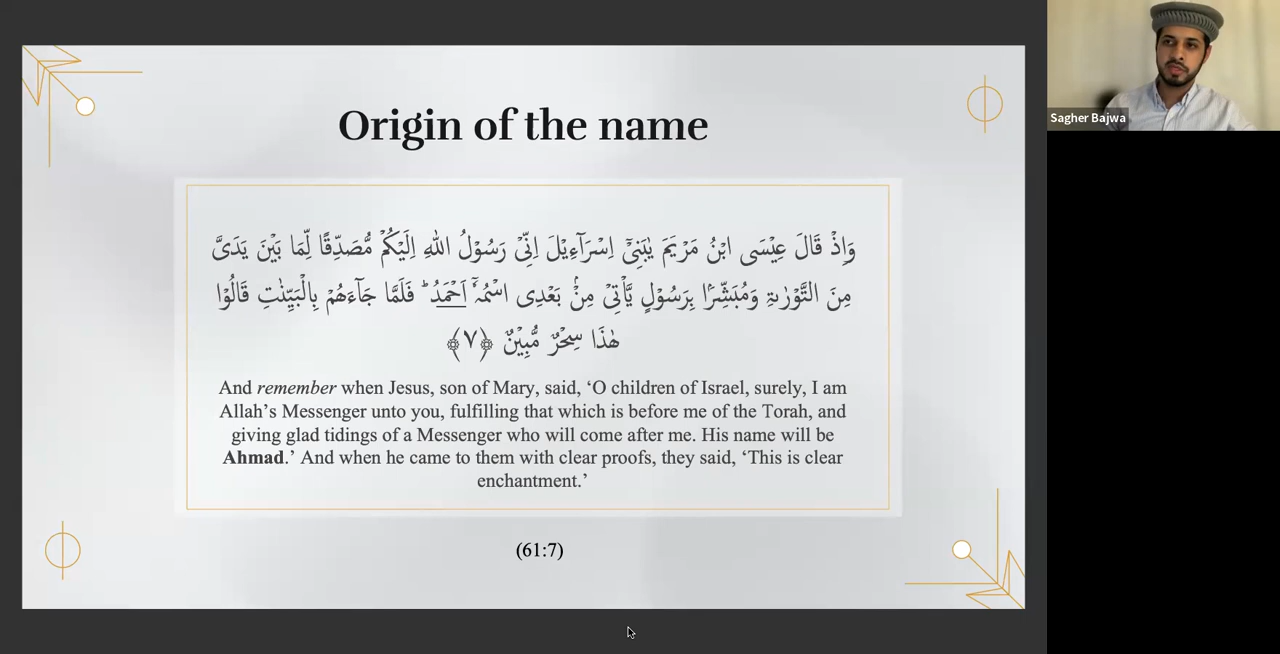 Origin of the name
وَاِذْ قَالَ عِيْسَى ابْنُ مَرْيَمَ يٰبَنِيْۤ اِسْرَآءِيْلَ اِنِّيْ رَسُوْلُ اللّٰهِ اِلَيْكُمْ مُّصَدِّقًا لِّمَا بَيْنَ يَدَيَّ
مِنَ التَّوْرٰىةِ وَمُبَشِّرًۢا بِرَسُوْلٍ يَّاْتِيْ مِنْۢ بَعْدِى اسْمُهٗۤ اَحْمَدُ ؕ فَلَمَّا جَآءَهُمْ بِالْبَيِّنٰتِ قَالُوْا
هٰذَا سِحْرٌ مُّبِيْنٌ ﴿۷﴾
And remember when Jesus, son of Mary, said, ‘O children of Israel, surely, I am
Allah’s Messenger unto you, fulfilling that which is before me of the Torah, and
giving glad tidings of a Messenger who will come after me. His name will be
Ahmad.’ And when he came to them with clear proofs, they said, ‘This is clear
enchantment.’
(61:7)
Sagher Bajwa